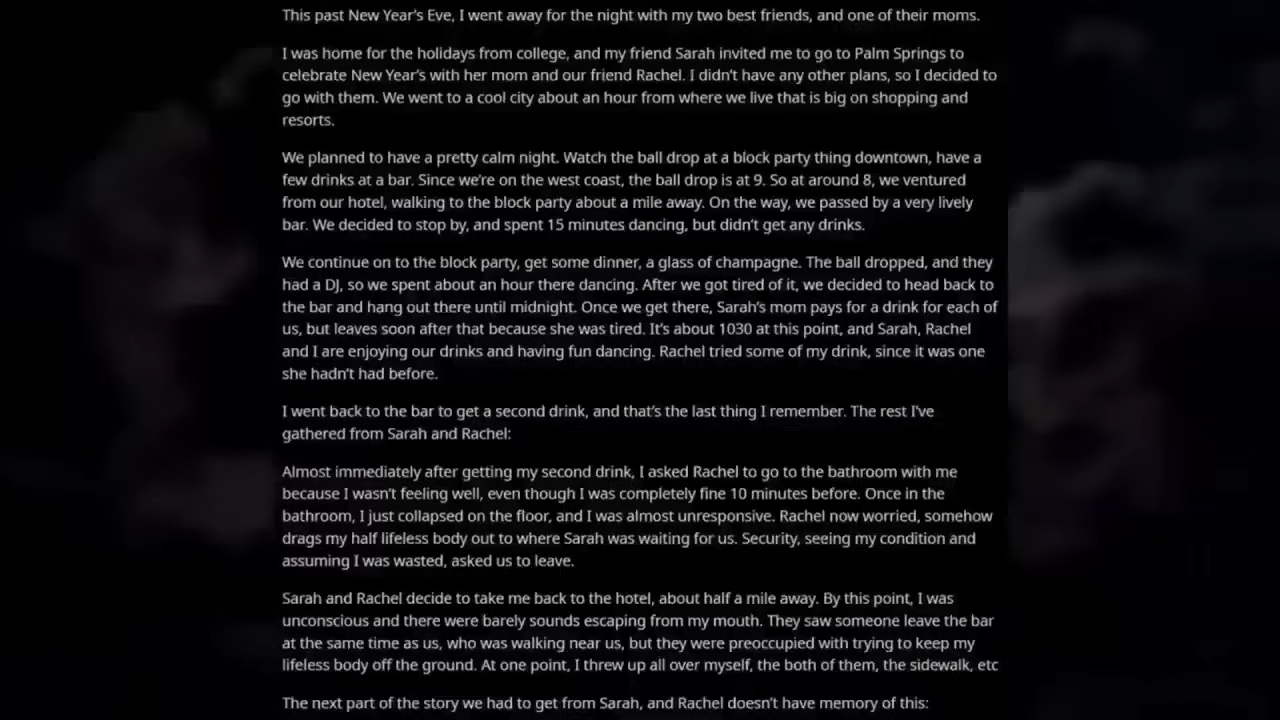 This past New Year’s Eve, I went away for the night with my two best friends, and one of their moms.
I was home for the holidays from college, and my friend Sarah invited me to go to Palm Springs to
celebrate New Year’s with her mom and our friend Rachel. I didn’t have any other plans, so I decided to
go with them. We went to a cool city about an hour from where we live that is big on shopping and
resorts.
We planned to have a pretty calm night. Watch the ball drop at a block party thing downtown, have a
few drinks at a bar. Since we’re on the west coast, the ball drop is at 9. So at around 8, we ventured
from our hotel, walking to the block party about a mile away. On the way, we passed by a very lively
bar. We decided to stop by, and spent 15 minutes dancing, but didn’t get any drinks.
We continue on to the block party, get some dinner, a glass of champagne. The ball dropped, and they
had a DJ, so we spent about an hour there dancing. After we got tired of it, we decided to head back to
the bar and hang out there until midnight. Once we get there, Sarah’s mom pays for a drink for each of
us, but leaves soon after that because she was tired. It’s about 1030 at this point, and Sarah, Rachel
and I are enjoying our drinks and having fun dancing. Rachel tried some of my drink, since it was one
she hadn’t had before.
I went back to the bar to get a second drink, and that’s the last thing I remember. The rest I’ve
gathered from Sarah and Rachel:
Almost immediately after getting my second drink, I asked Rachel to go to the bathroom with me
because I wasn’t feeling well, even though I was completely fine 10 minutes before. Once in the
bathroom, I just collapsed on the floor, and I was almost unresponsive. Rachel now worried, somehow
drags my half lifeless body out to where Sarah was waiting for us. Security, seeing my condition and
assuming I was wasted, asked us to leave.
Sarah and Rachel decide to take me back to the hotel, about half a mile away. By this point, I was
unconscious and there were barely sounds escaping from my mouth. They saw someone leave the bar
at the same time as us, who was walking near us, but they were preoccupied with trying to keep my
lifeless body off the ground. At one point, I threw up all over myself, the both of them, the sidewalk, etc
The next part of the story we had to get from Sarah, and Rachel doesn’t have memory of this: